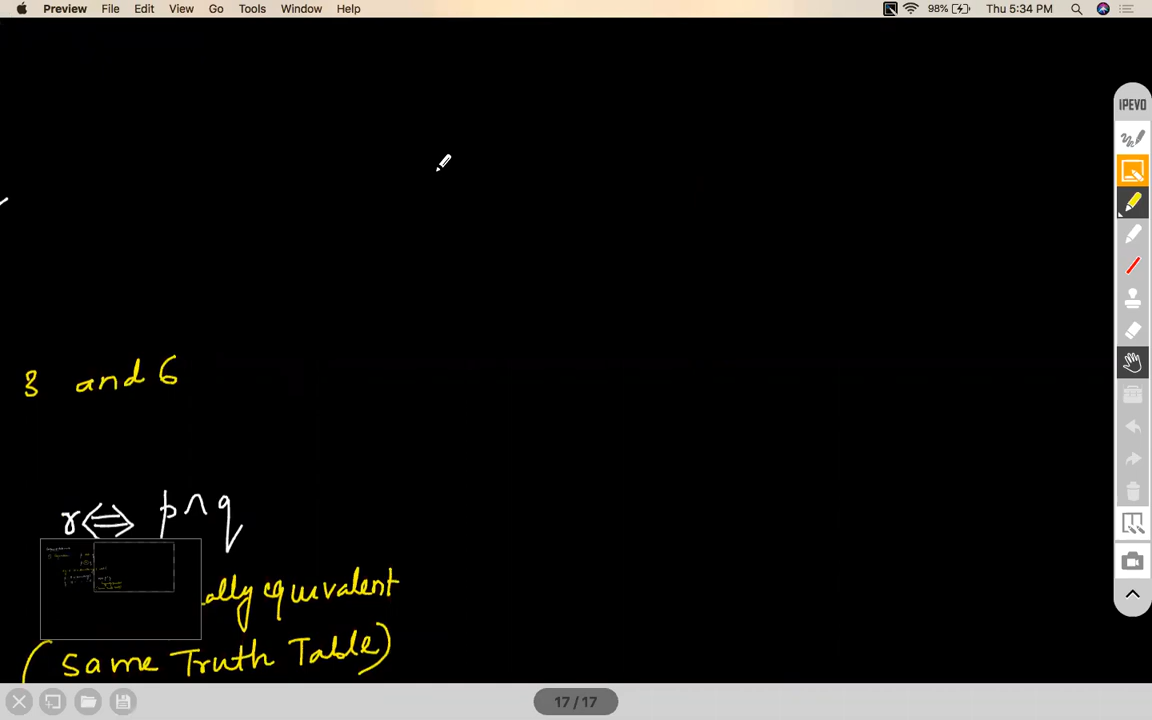 Preview File Edit View Go Tools Window Help 98% Thu 5:34 PM
IPEVO
3 and 6
r ⇔ p ∧ q
ally equivalent
(Same Truth Table)
17 / 17